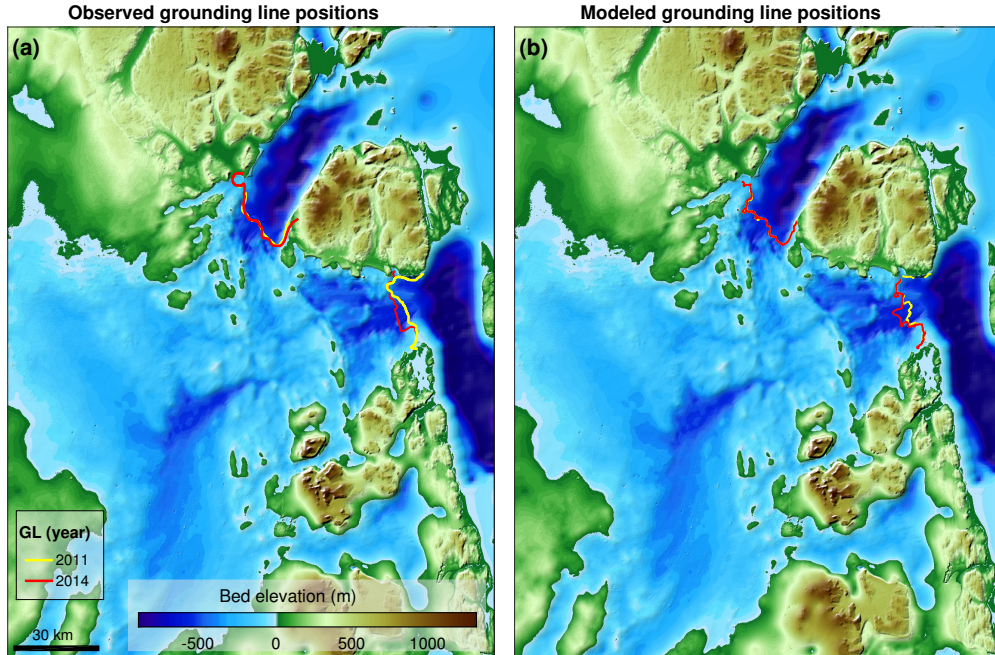 Observed grounding line positions
Modeled grounding line positions
(a)
(b)
GL (year)
2011
2014
30 km
Bed elevation (m)
-500 0 500 1000